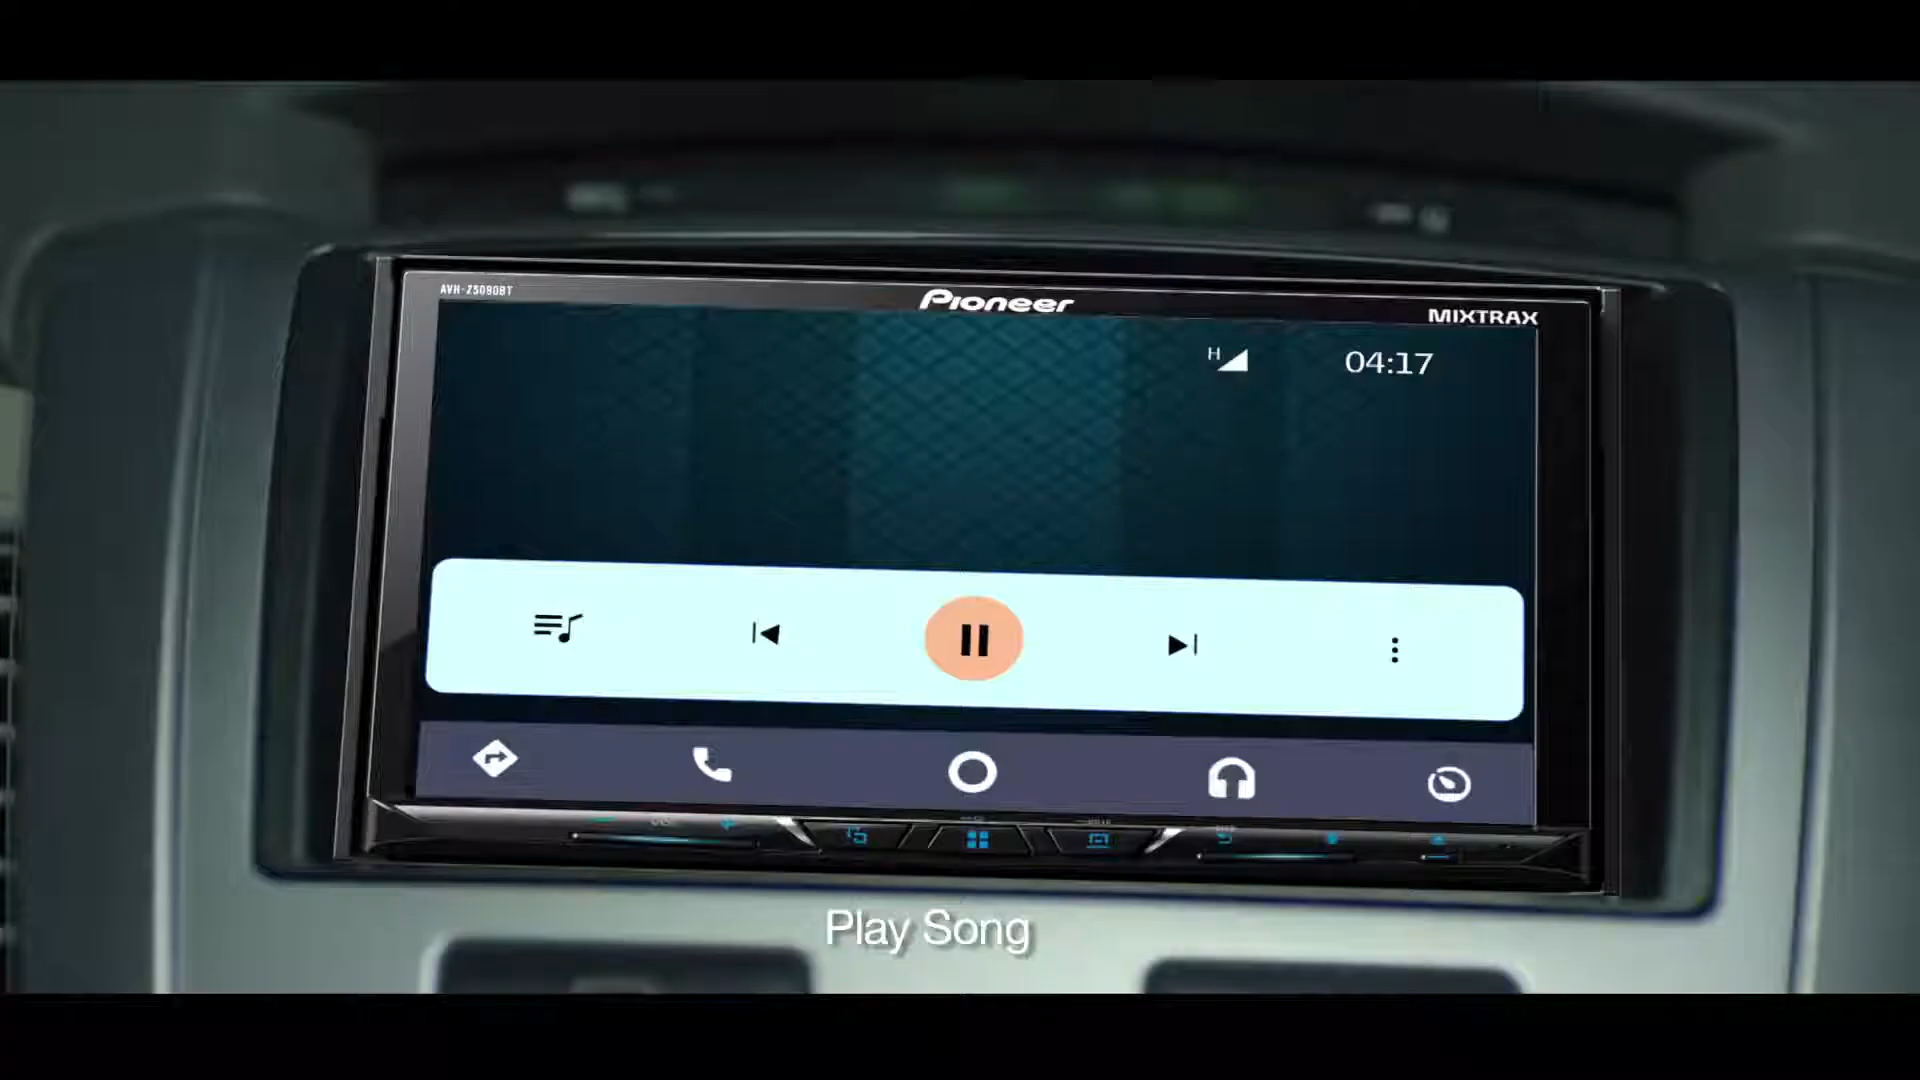 AVH-Z5090BT
Pioneer
MIXTRAX
H
04:17
Play Song